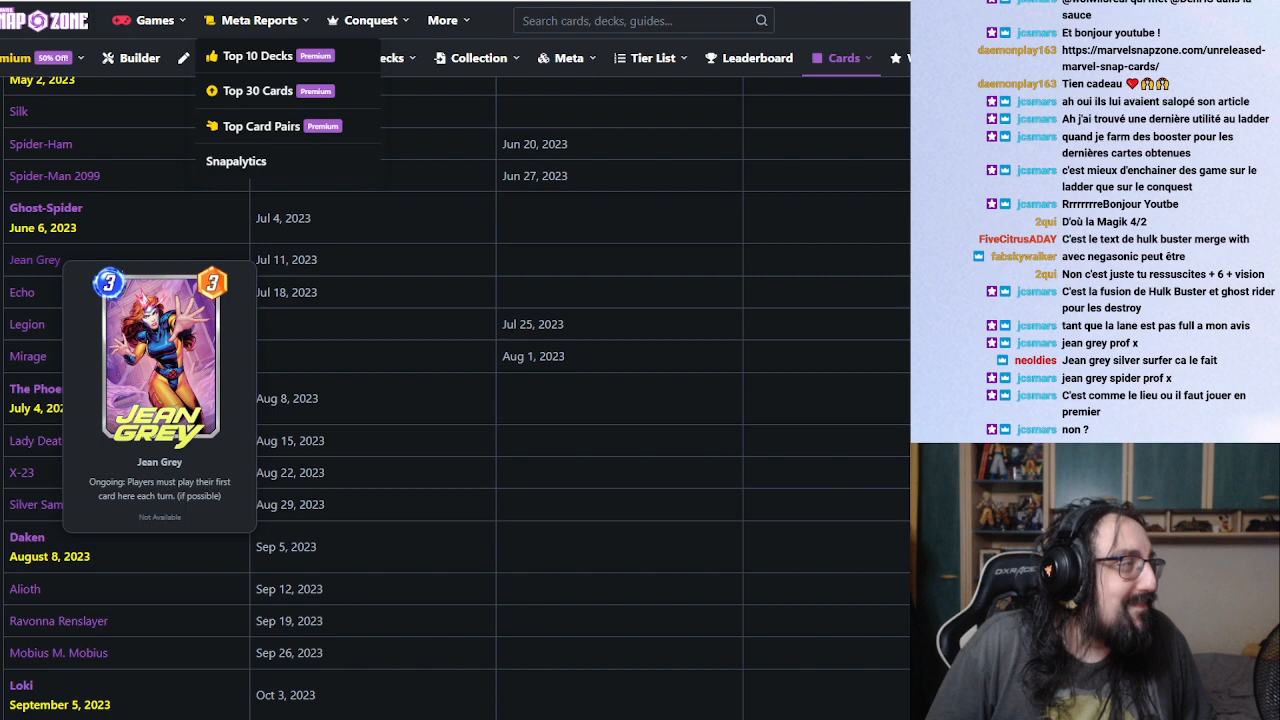 SNAP ZONE
Games
Meta Reports
Conquest
More
Search cards, decks, guides...
mium 50% Off!
Builder
Top 10 Decks Premium
Top 30 Cards Premium
Top Card Pairs Premium
Snapalytics
Collection
Tier List
Leaderboard
Cards
May 2, 2023
Silk
Spider-Ham
Jun 20, 2023
Spider-Man 2099
Jun 27, 2023
Ghost-Spider
June 6, 2023
Jul 4, 2023
Jean Grey
Jul 11, 2023
Echo
Jul 18, 2023
Legion
Jul 25, 2023
Mirage
Aug 1, 2023
The Phoe
July 4, 202
Aug 8, 2023
Lady Deat
Aug 15, 2023
X-23
Aug 22, 2023
Silver Sam
Aug 29, 2023
Daken
August 8, 2023
Sep 5, 2023
Alioth
Sep 12, 2023
Ravonna Renslayer
Sep 19, 2023
Mobius M. Mobius
Sep 26, 2023
Loki
September 5, 2023
Oct 3, 2023
3
3
JEAN
GREY
Jean Grey
Ongoing: Players must play their first
card here each turn. (if possible)
Not Available
sauce
jcsmars Et bonjour youtube !
daemonplay163 https://marvelsnapzone.com/unreleased-
marvel-snap-cards/
daemonplay163 Tien cadeau ❤️🙌🙌
jcsmars ah oui ils lui avaient salopé son article
jcsmars Ah j'ai trouvé une dernière utilité au ladder
jcsmars quand je farm des booster pour les
dernières cartes obtenues
jcsmars c'est mieux d'enchainer des game sur le
ladder que sur le conquest
jcsmars RrrrrrrreBonjour Youtbe
2qui D'où la Magik 4/2
FiveCitrusADAY C'est le text de hulk buster merge with
fabskywalker avec negasonic peut être
2qui Non c'est juste tu ressuscites + 6 + vision
jcsmars C'est la fusion de Hulk Buster et ghost rider
pour les destroy
jcsmars tant que la lane est pas full a mon avis
jcsmars jean grey prof x
neoldies Jean grey silver surfer ca le fait
jcsmars jean grey spider prof x
jcsmars C'est comme le lieu ou il faut jouer en
premier
jcsmars non ?
DXRACER